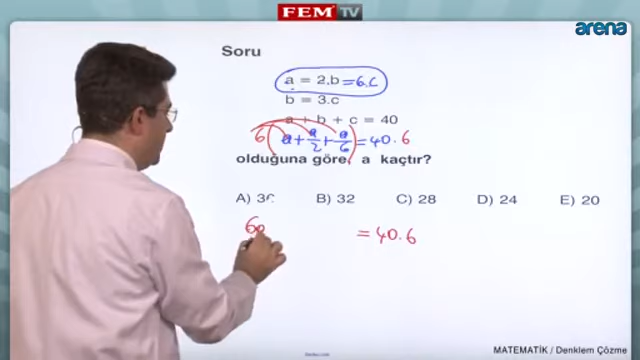 FEM TV
arena
Soru
a = 2.b = 6.c
b = 3.c
a + b + c = 40
6(a + a/2 + a/6) = 40.6
olduğuna göre, a kaçtır?
A) 36 B) 32 C) 28 D) 24 E) 20
6a = 40.6
MATEMATİK / Denklem Çözme